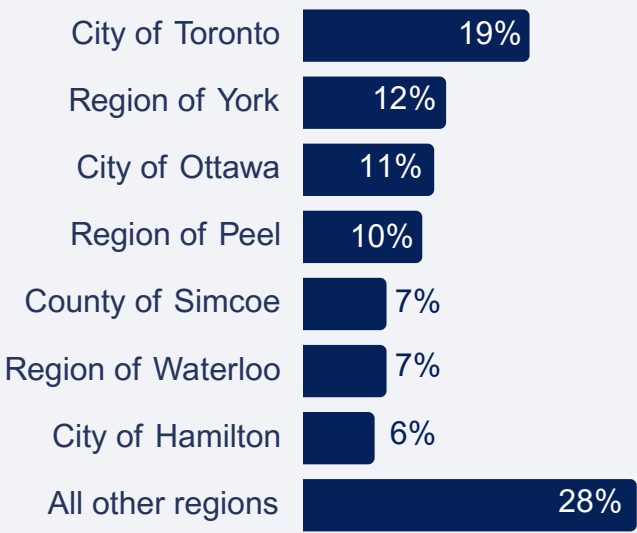 City of Toronto 19%
Region of York 12%
City of Ottawa 11%
Region of Peel 10%
County of Simcoe 7%
Region of Waterloo 7%
City of Hamilton 6%
All other regions 28%